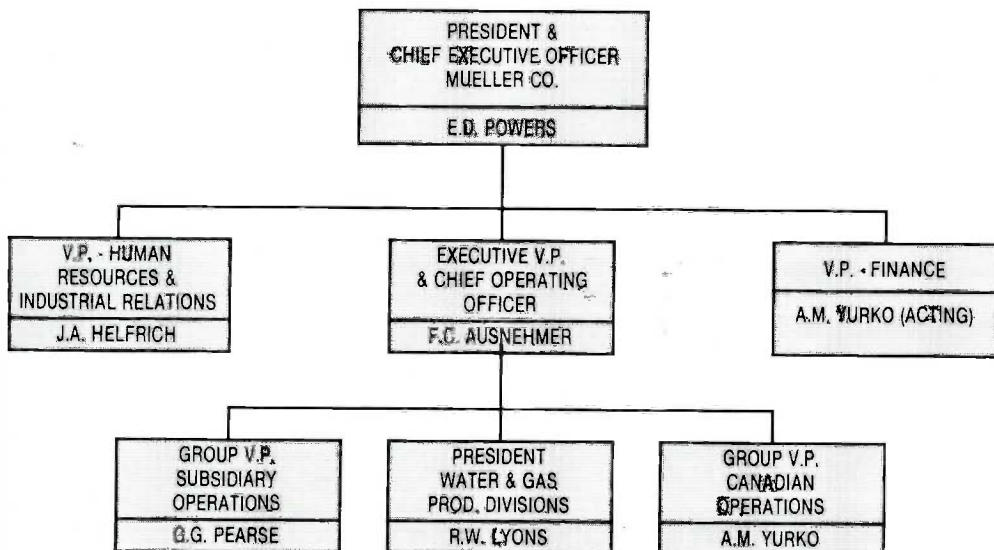 PRESIDENT &
CHIEF EXECUTIVE OFFICER
MUELLER CO.
E.D. POWERS
V.P. - HUMAN
RESOURCES &
INDUSTRIAL RELATIONS
J.A. HELFRICH
EXECUTIVE V.P.
& CHIEF OPERATING
OFFICER
F.C. AUSNEHMER
V.P. - FINANCE
A.M. YURKO (ACTING)
GROUP V.P.
SUBSIDIARY
OPERATIONS
PEARSE
PRESIDENT
WATER & GAS
PROD. DIVISIONS
R.W. LYONS
GROUP V.P.
CANADIAN
OPERATIONS
A.M. YURKO